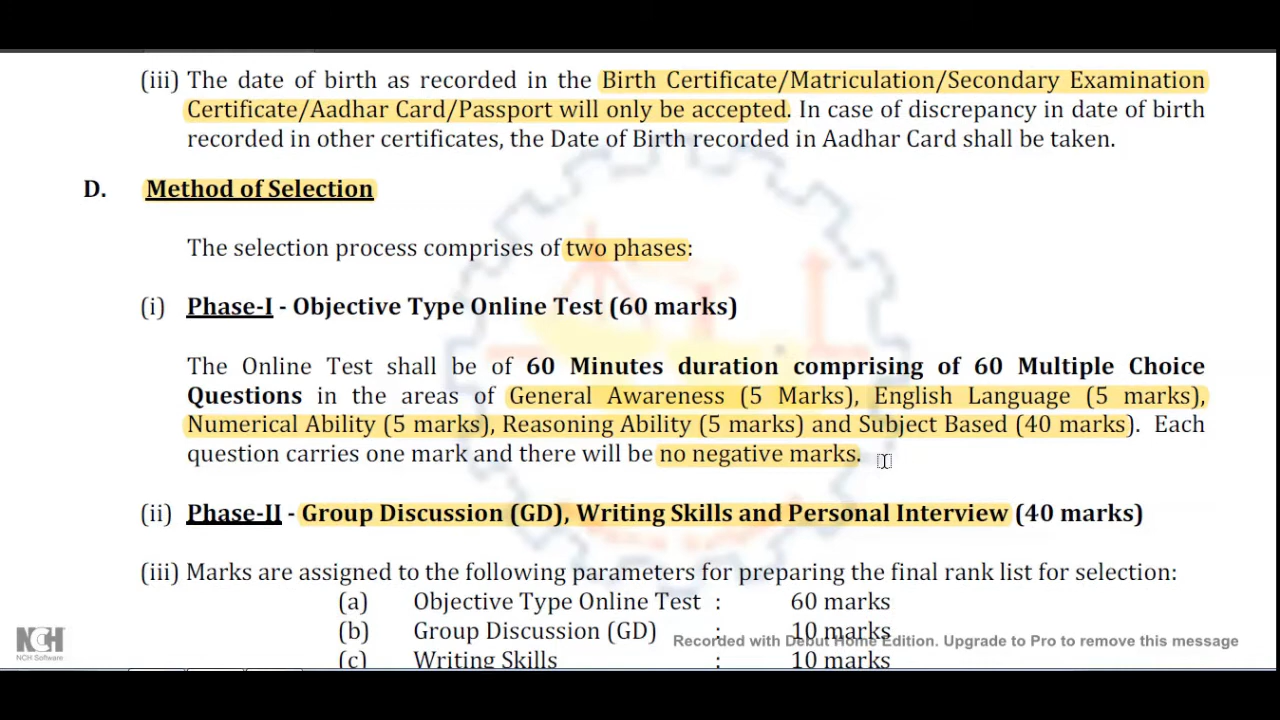 (iii) The date of birth as recorded in the Birth Certificate/Matriculation/Secondary Examination
Certificate/Aadhar Card/Passport will only be accepted. In case of discrepancy in date of birth
recorded in other certificates, the Date of Birth recorded in Aadhar Card shall be taken.
D. Method of Selection
The selection process comprises of two phases:
(i) Phase-I - Objective Type Online Test (60 marks)
The Online Test shall be of 60 Minutes duration comprising of 60 Multiple Choice
Questions in the areas of General Awareness (5 Marks), English Language (5 marks),
Numerical Ability (5 marks), Reasoning Ability (5 marks) and Subject Based (40 marks). Each
question carries one mark and there will be no negative marks.
(ii) Phase-II - Group Discussion (GD), Writing Skills and Personal Interview (40 marks)
(iii) Marks are assigned to the following parameters for preparing the final rank list for selection:
(a) Objective Type Online Test : 60 marks
(b) Group Discussion (GD) : 10 marks
(c) Writing Skills : 10 marks
NCH
NCH Software
Recorded with Debut Home Edition. Upgrade to Pro to remove this message